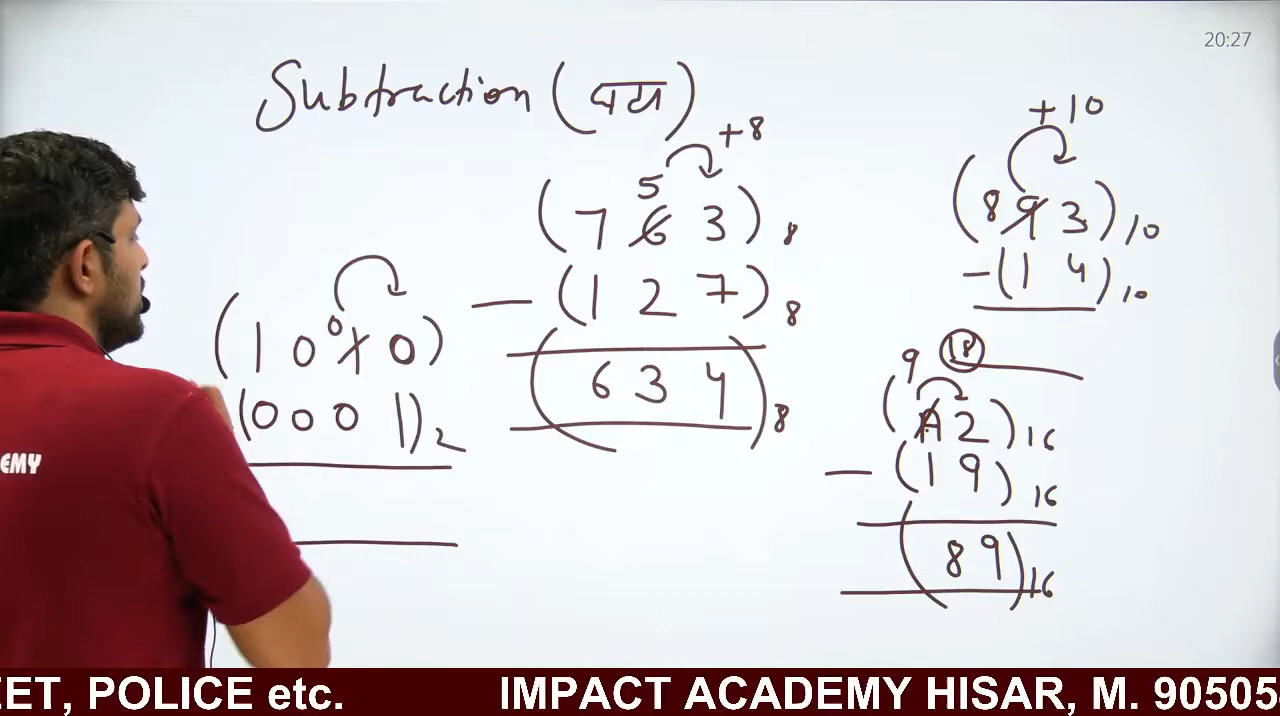 20:27
Subtraction (घटा)
+8
5
(7 6 3)8
— (1 2 7)8
(6 3 4)8
+10
(8 9 3)10
- (1 4)10
9 18
(A 2)16
— (1 9)16
(8 9)16
0
(1 0 1 0)
(0 0 0 1)2
EMY
EET, POLICE etc. IMPACT ACADEMY HISAR, M. 90505